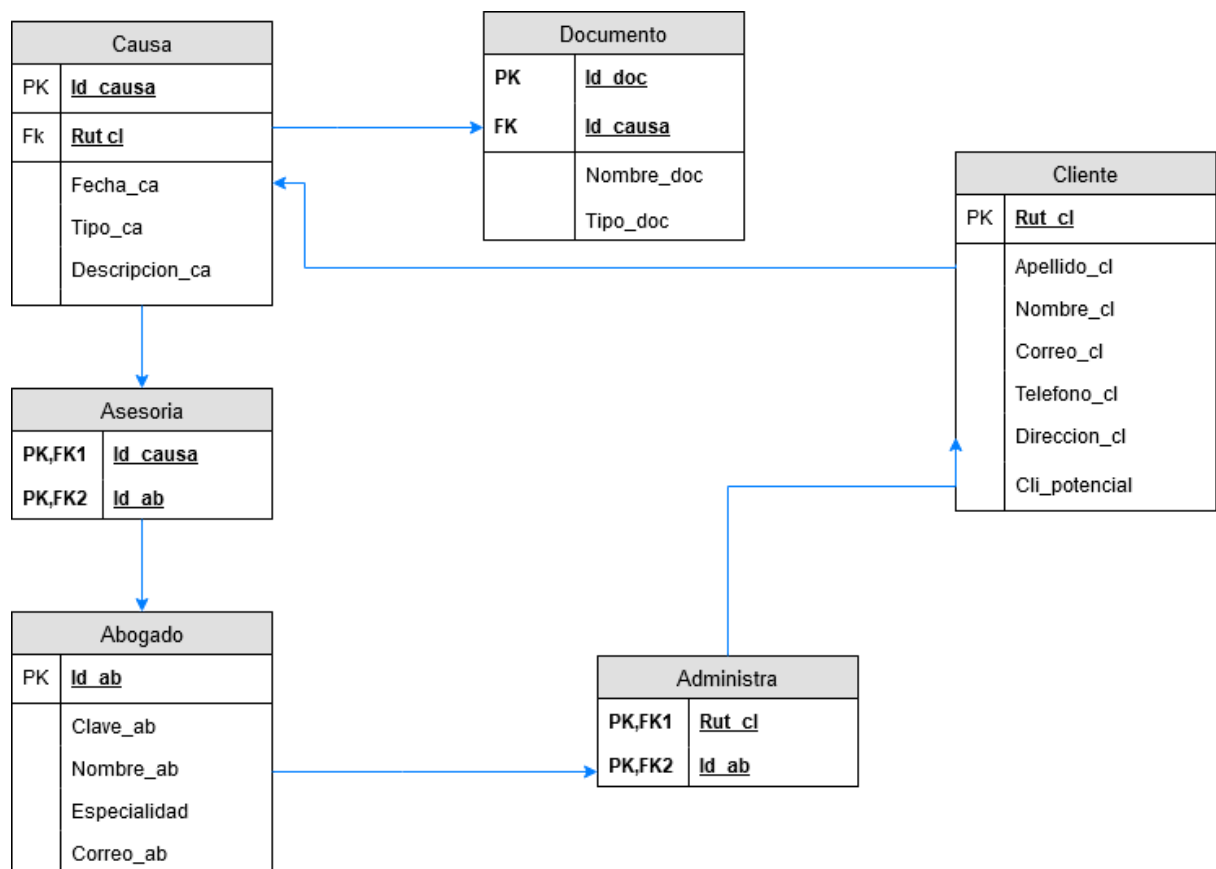 Causa
PK Id_causa
Fk Rut cl
Fecha_ca
Tipo_ca
Descripcion_ca
Documento
PK Id_doc
FK Id_causa
Nombre_doc
Tipo_doc
Cliente
PK Rut_cl
Apellido_cl
Nombre_cl
Correo_cl
Telefono_cl
Direccion_cl
Cli_potencial
Asesoria
PK,FK1 Id_causa
PK,FK2 Id_ab
Abogado
PK Id_ab
Clave_ab
Nombre_ab
Especialidad
Correo_ab
Administra
PK,FK1 Rut_cl
PK,FK2 Id_ab